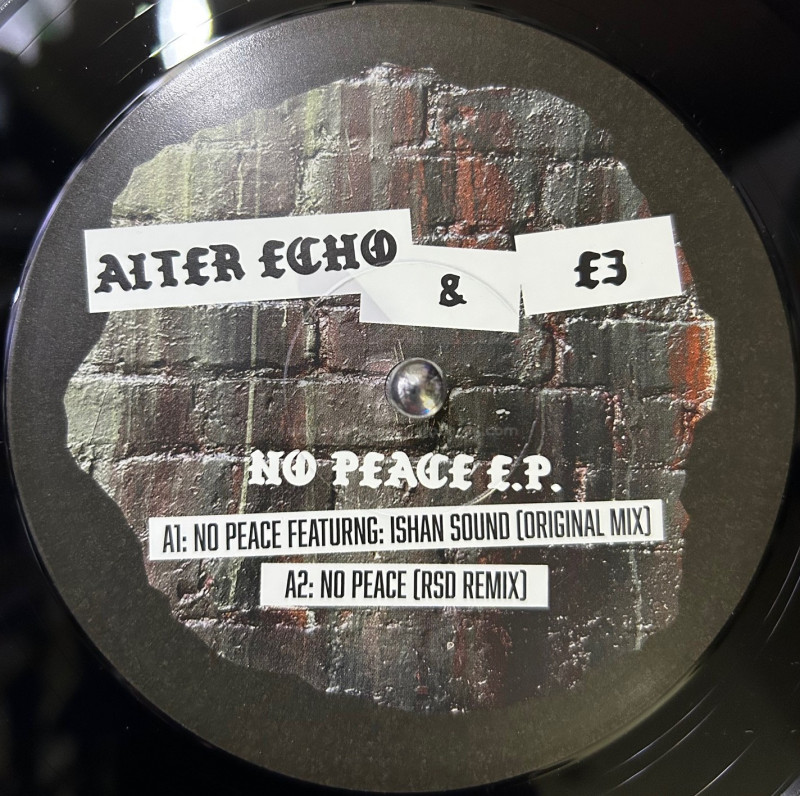 ALTER ECHO
&
E3
NO PEACE E.P.
A1: NO PEACE FEATURNG: ISHAN SOUND (ORIGINAL MIX)
A2: NO PEACE (RSD REMIX)